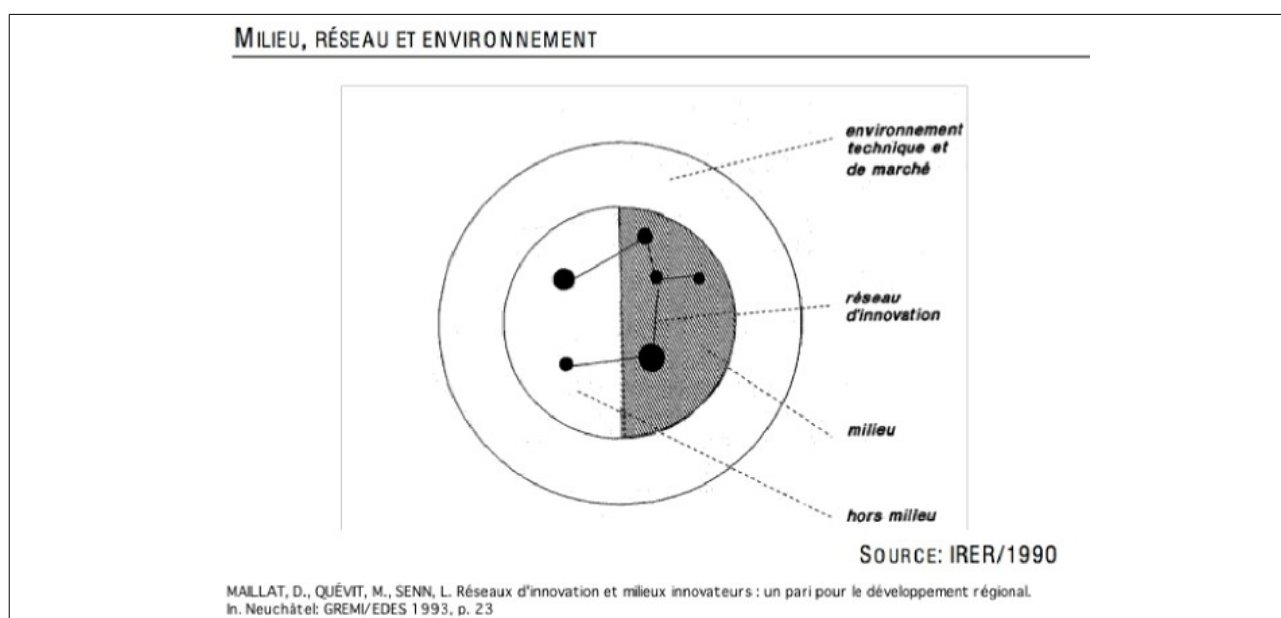 MILIEU, RÉSEAU ET ENVIRONNEMENT
environnement
technique et
de marché
réseau
d'innovation
milieu
hors milieu
SOURCE: IRER/1990
MAILLAT, D., QUÉVIT, M., SENN, L. Réseaux d'innovation et milieux innovateurs : un pari pour le développement régional.
In. Neuchâtel: GREMI/EDES 1993, p. 23